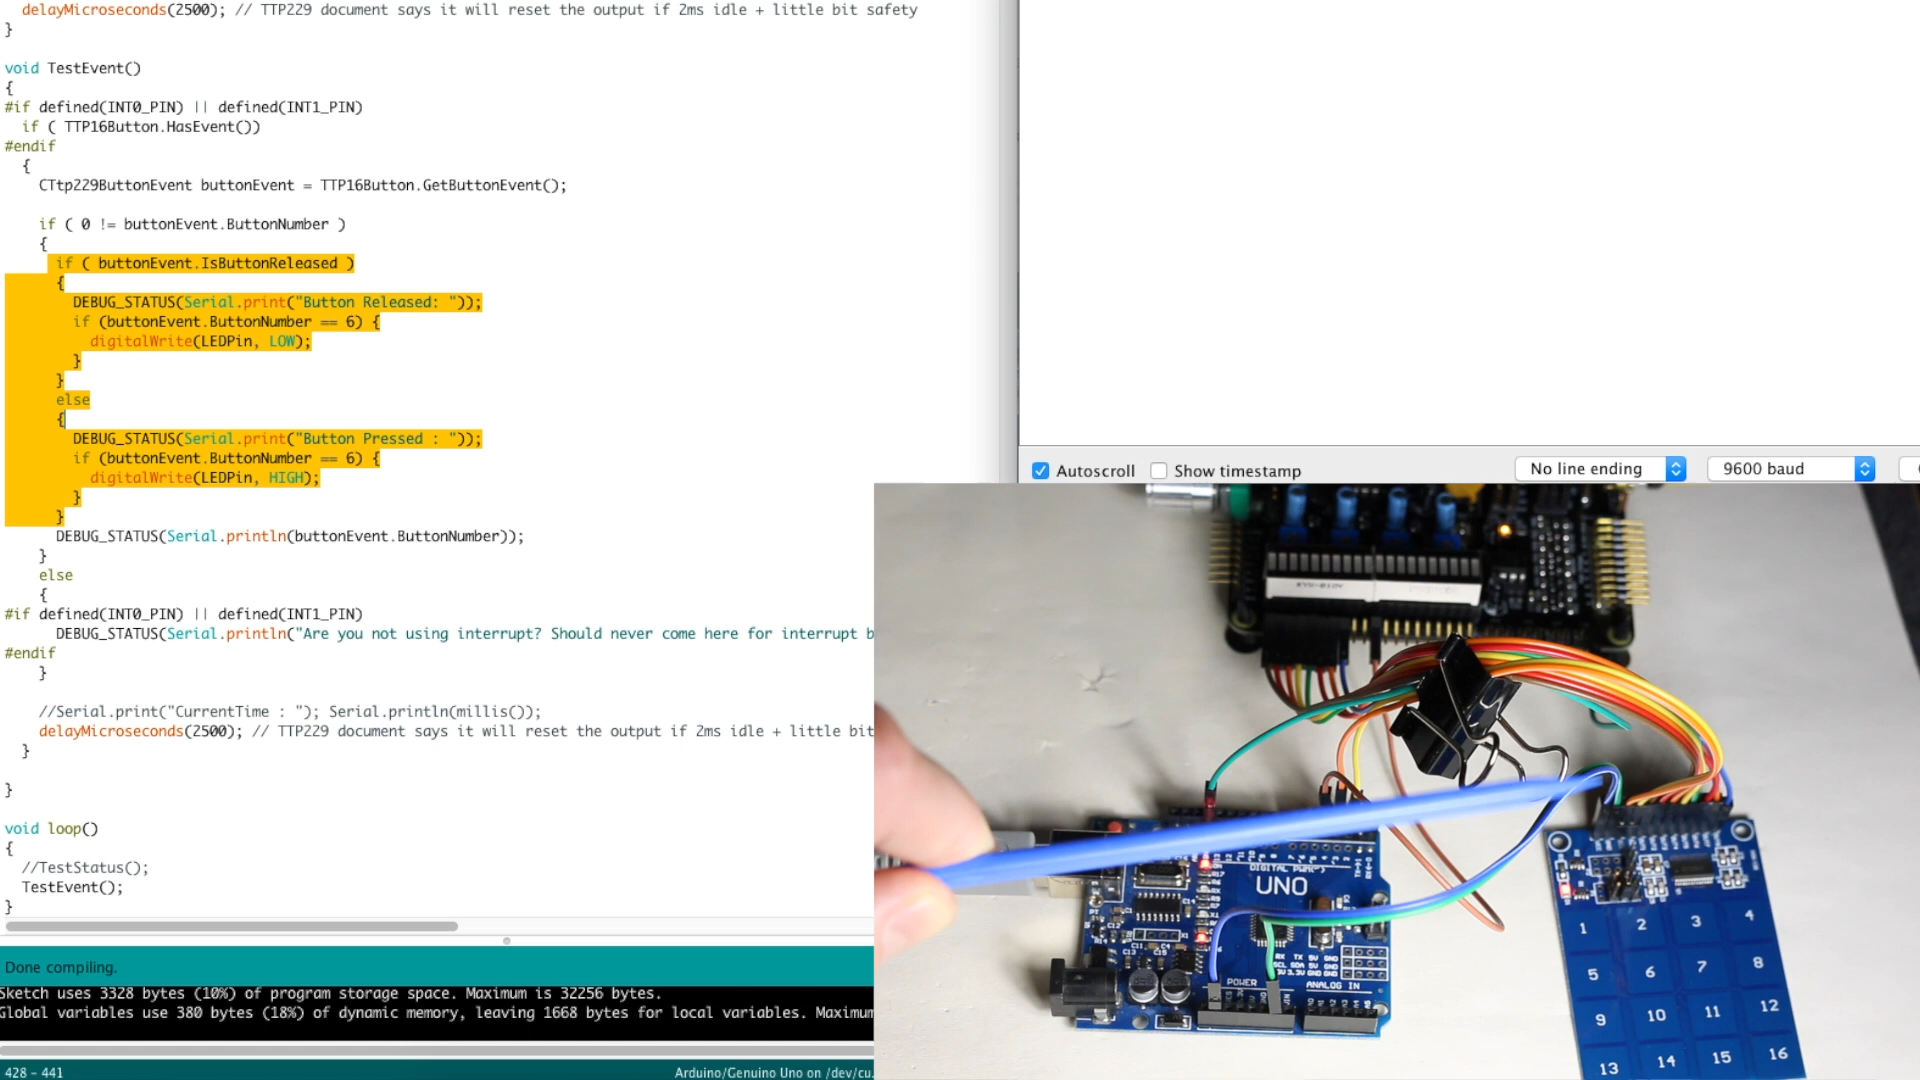 delayMicroseconds(2500); // TTP229 document says it will reset the output if 2ms idle + little bit safety
}
void TestEvent()
{
#if defined(INT0_PIN) || defined(INT1_PIN)
if ( TTP16Button.HasEvent())
#endif
{
CTtp229ButtonEvent buttonEvent = TTP16Button.GetButtonEvent();
if ( 0 != buttonEvent.ButtonNumber )
{
if ( buttonEvent.IsButtonReleased )
{
DEBUG_STATUS(Serial.print("Button Released: "));
if (buttonEvent.ButtonNumber == 6) {
digitalWrite(LEDPin, LOW);
}
}
else
{
DEBUG_STATUS(Serial.print("Button Pressed : "));
if (buttonEvent.ButtonNumber == 6) {
digitalWrite(LEDPin, HIGH);
}
}
DEBUG_STATUS(Serial.println(buttonEvent.ButtonNumber));
}
else
{
#if defined(INT0_PIN) || defined(INT1_PIN)
DEBUG_STATUS(Serial.println("Are you not using interrupt? Should never come here for interrupt b
#endif
}
//Serial.print("CurrentTime : "); Serial.println(millis());
delayMicroseconds(2500); // TTP229 document says it will reset the output if 2ms idle + little bit
}
}
void loop()
{
//TestStatus();
TestEvent();
}
Done compiling.
Sketch uses 3328 bytes (10%) of program storage space. Maximum is 32256 bytes.
Global variables use 380 bytes (18%) of dynamic memory, leaving 1668 bytes for local variables. Maximum
428 - 441
Arduino/Genuino Uno on /dev/cu.
Autoscroll
Show timestamp
No line ending
9600 baud
UNO
POWER
ANALOG IN
1 2 3 4
5 6 7 8
9 10 11 12
13 14 15 16